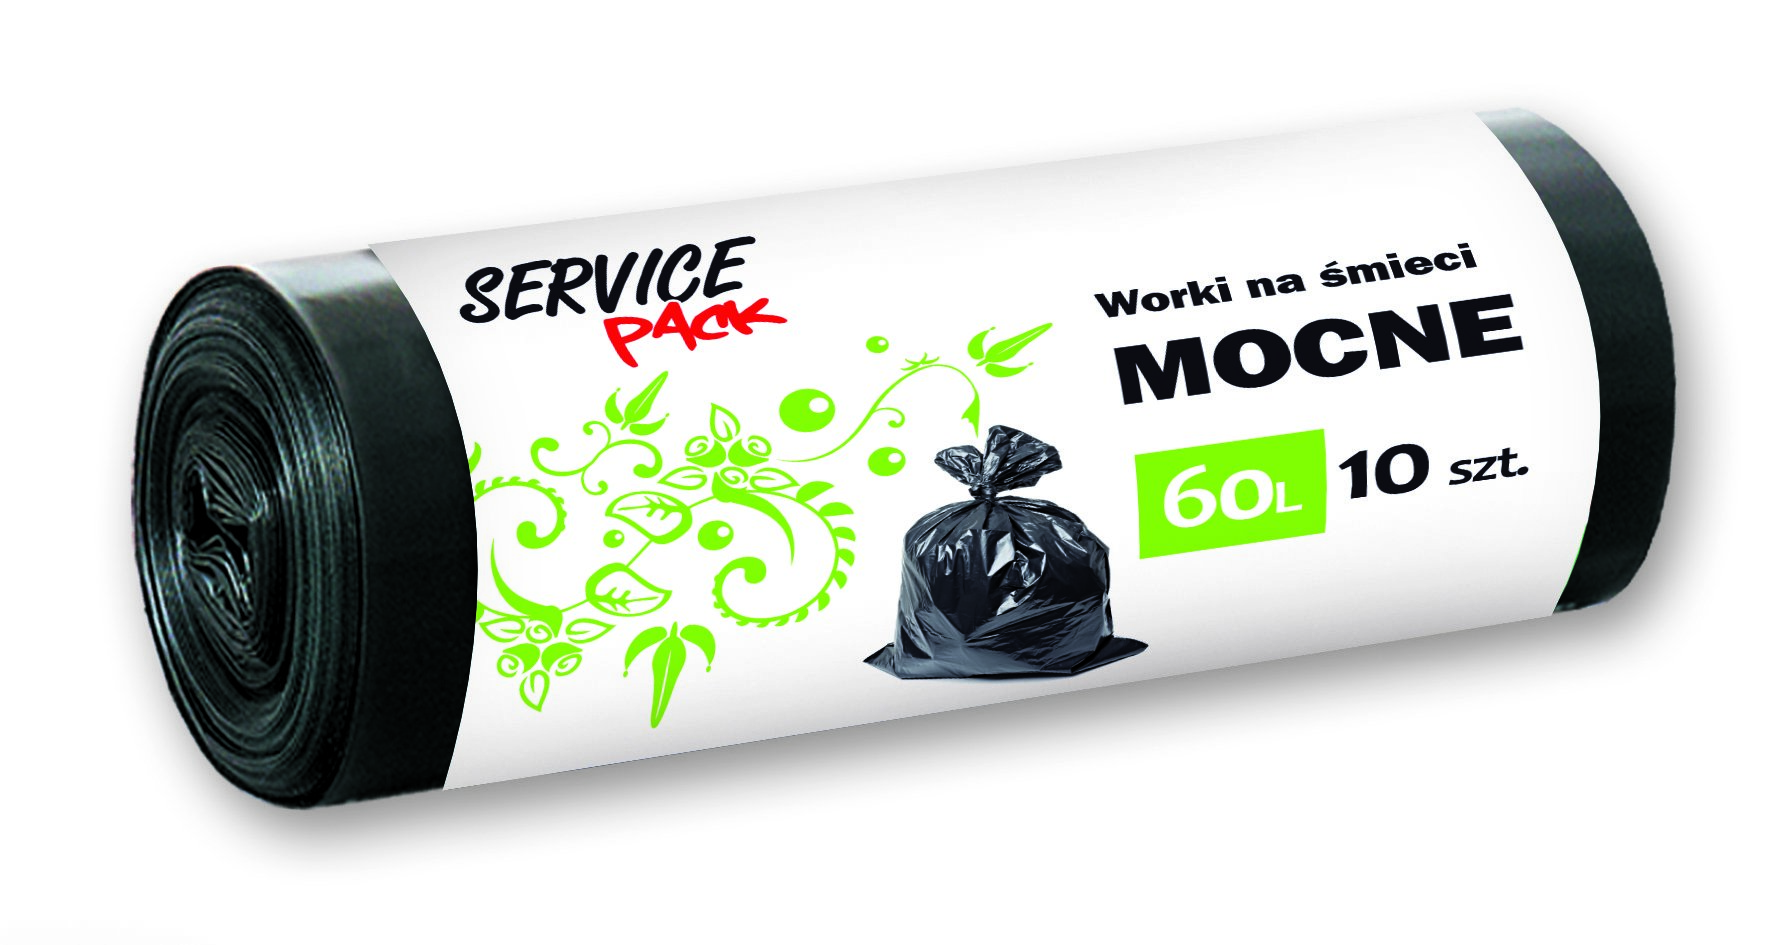 SERVICE
PACK
Worki na śmieci
MOCNE
60L 10 szt.